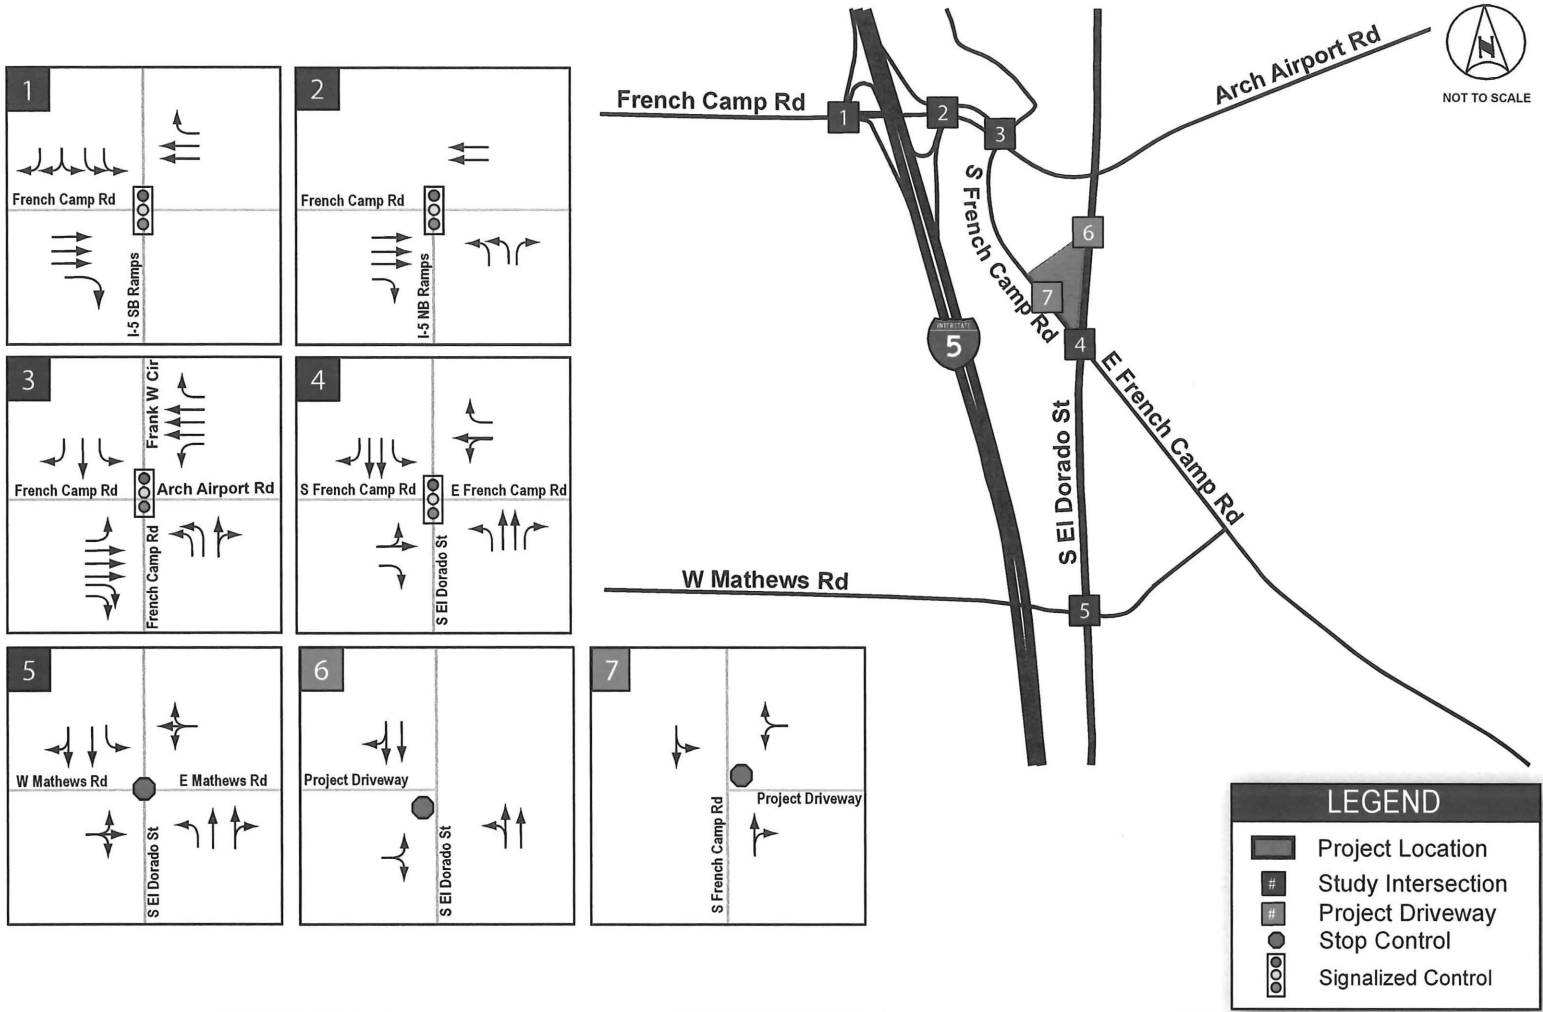 1
French Camp Rd
I-5 SB Ramps
2
French Camp Rd
I-5 NB Ramps
3
Frank W Cir
French Camp Rd
Arch Airport Rd
French Camp Rd
4
S French Camp Rd
E French Camp Rd
S El Dorado St
5
W Mathews Rd
E Mathews Rd
S El Dorado St
6
Project Driveway
S El Dorado St
7
Project Driveway
S French Camp Rd
French Camp Rd
Arch Airport Rd
N
NOT TO SCALE
1
2
3
S French Camp Rd
6
7
4
INTERSTATE
5
E French Camp Rd
S El Dorado St
W Mathews Rd
5
LEGEND
Project Location
# Study Intersection
# Project Driveway
Stop Control
Signalized Control